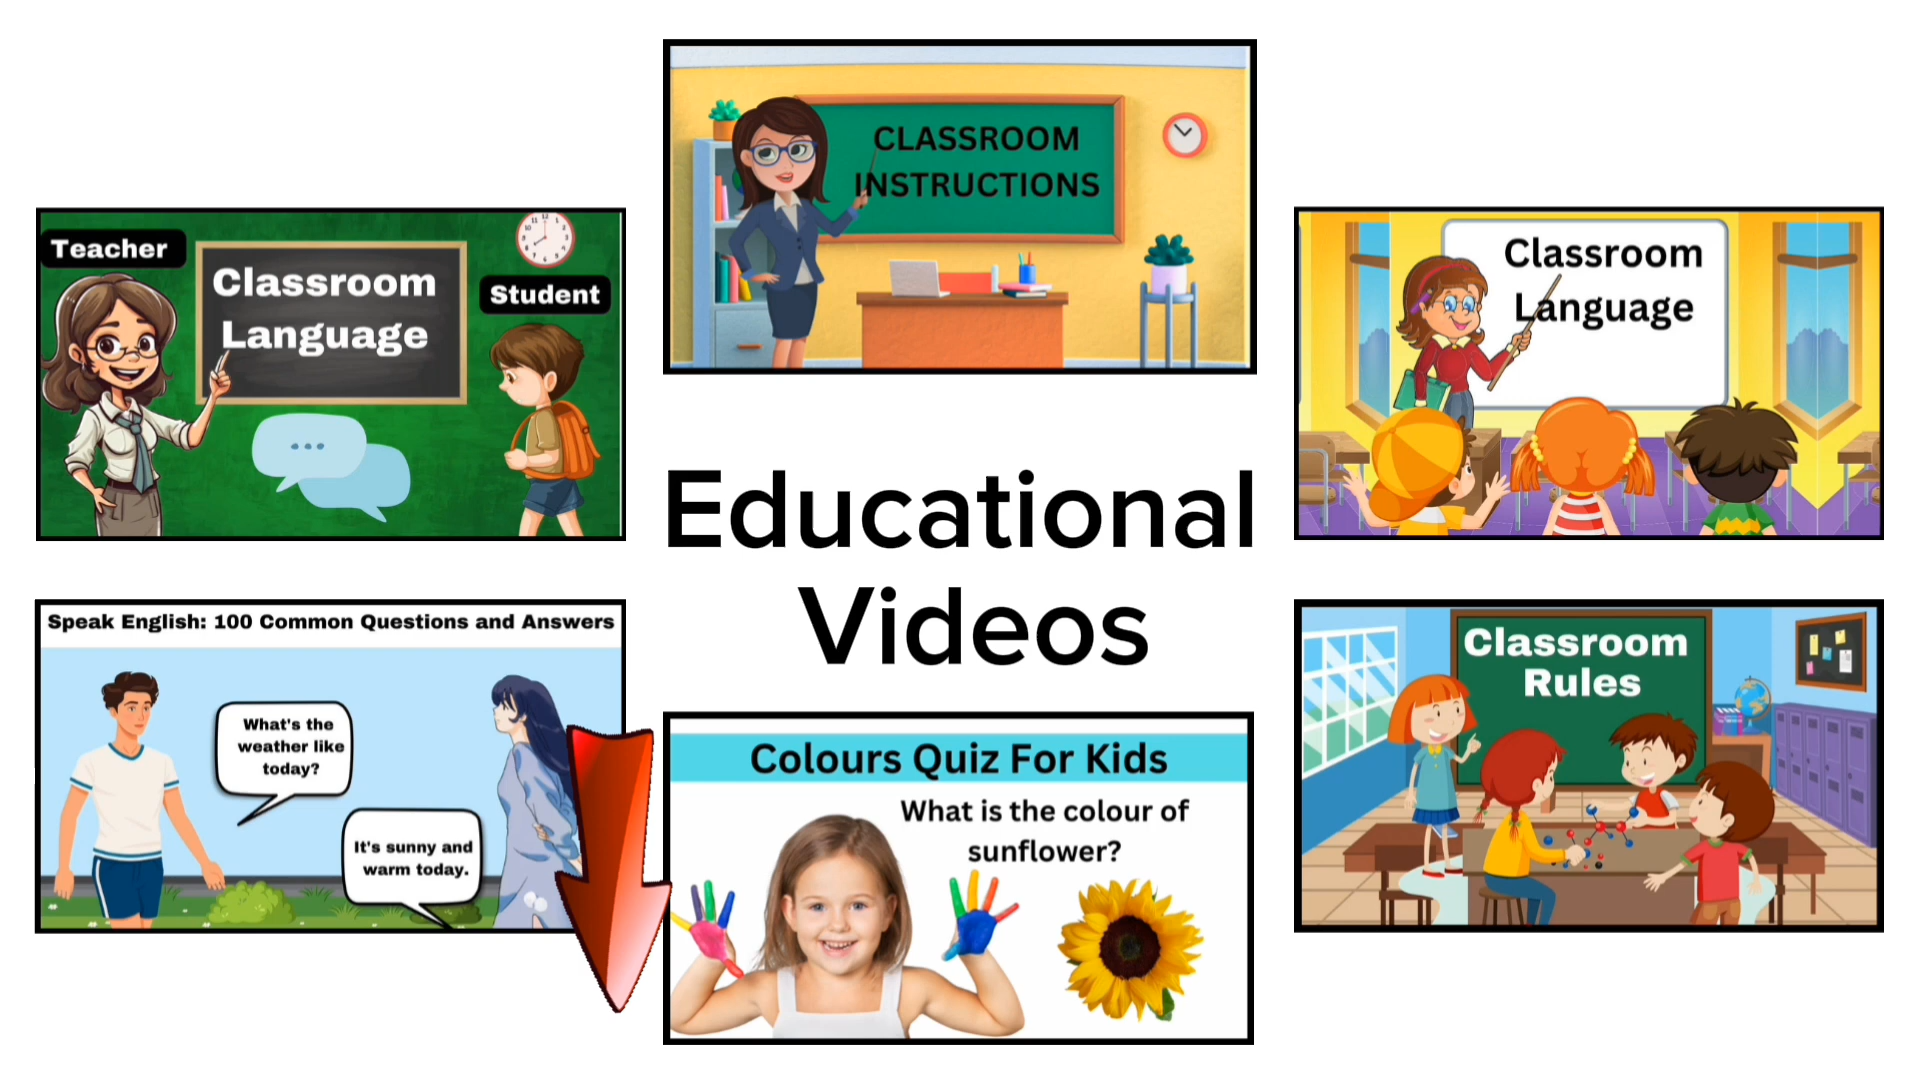 CLASSROOM
INSTRUCTIONS
Teacher
Classroom
Language
Student
Classroom
Language
Educational
Videos
Speak English: 100 Common Questions and Answers
What's the
weather like
today?
It's sunny and
warm today.
Colours Quiz For Kids
What is the colour of
sunflower?
Classroom
Rules